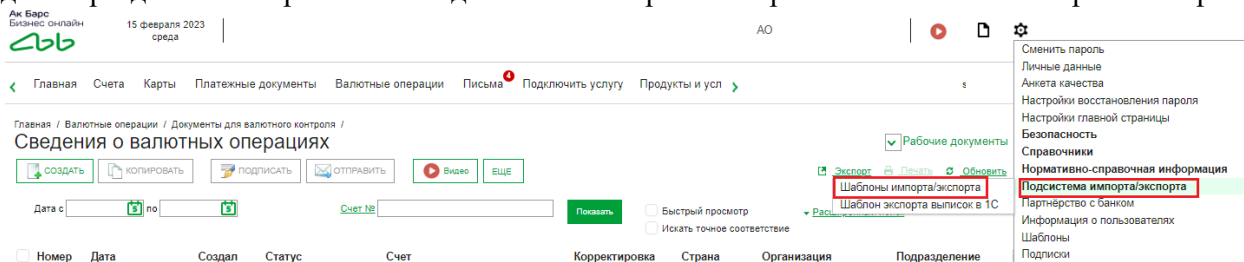 Ак Барс
Бизнес онлайн
15 февраля 2023
среда
АО
Главная Счета Карты Платежные документы Валютные операции Письма 4 Подключить услугу Продукты и усл
s
Сменить пароль
Личные данные
Анкета качества
Настройки восстановления пароля
Настройки главной страницы
Безопасность
Справочники
Нормативно-справочная информация
Подсистема импорта/экспорта
Партнёрство с банком
Информация о пользователях
Шаблоны
Подписки
Главная / Валютные операции / Документы для валютного контроля /
Сведения о валютных операциях
Рабочие документы
СОЗДАТЬ КОПИРОВАТЬ ПОДПИСАТЬ ОТПРАВИТЬ Видео ЕЩЕ
Экспорт Печать Обновить
Шаблоны импорта/экспорта
Шаблон экспорта выписок в 1С
Дата с 5 по 5 Счет № Показать Быстрый просмотр
Искать точное соответствие
Номер Дата Создал Статус Счет Корректировка Страна Организация Подразделение